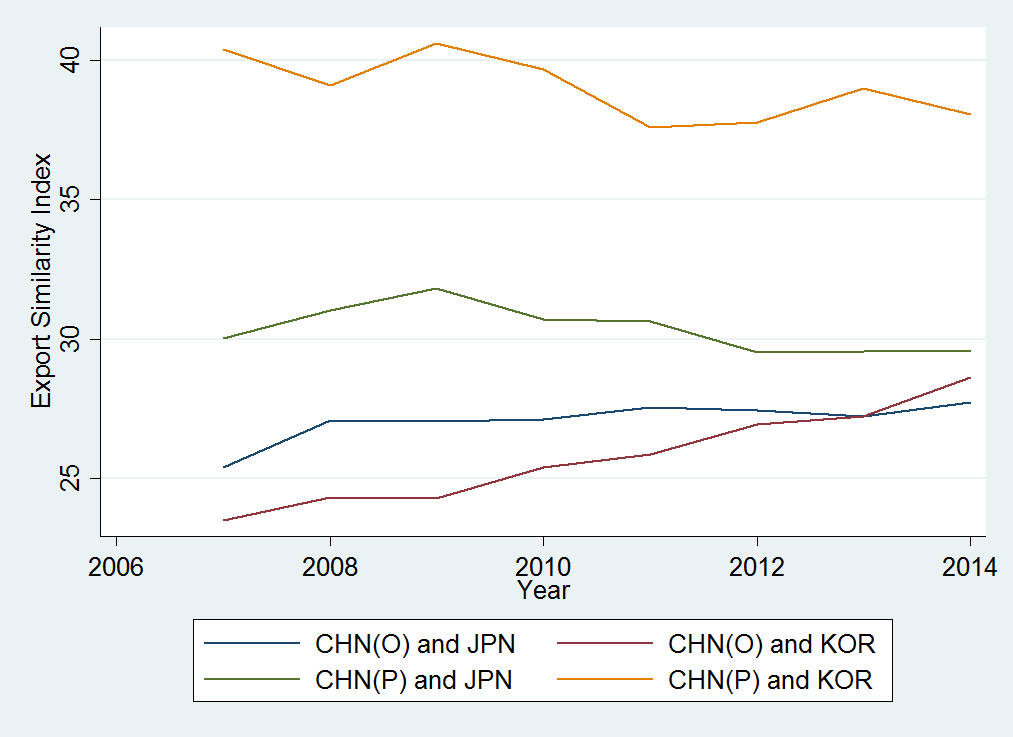 Export Similarity Index
40
35
30
25
2006 2008 2010 2012 2014
Year
CHN(O) and JPN CHN(O) and KOR
CHN(P) and JPN CHN(P) and KOR